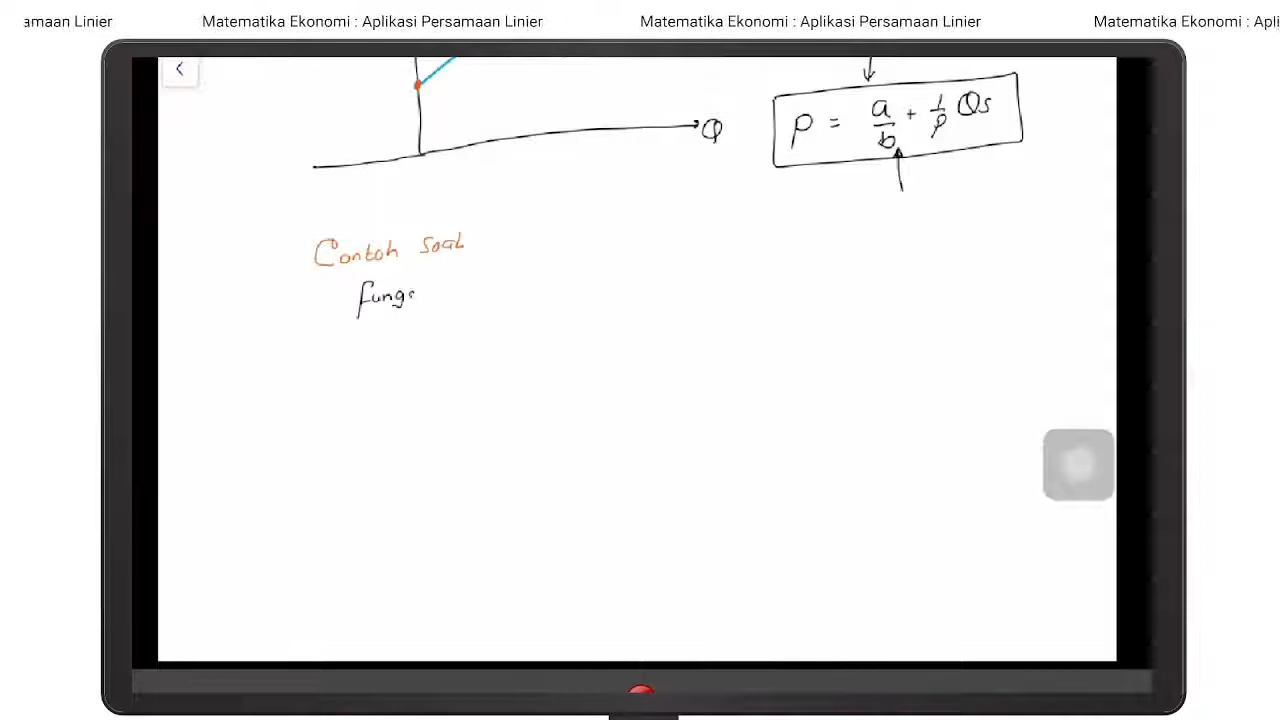 amaan Linier Matematika Ekonomi : Aplikasi Persamaan Linier Matematika Ekonomi : Aplikasi Persamaan Linier Matematika Ekonomi : Apli
P = a/b + 1/p Qs
Q
Contoh Soal
fungs